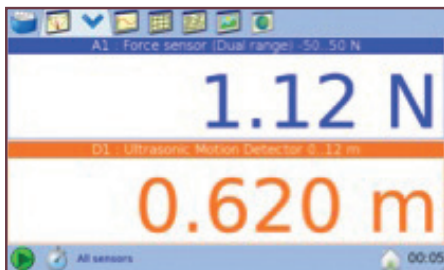 A1 : Force sensor (Dual range) -50..50 N
1.12 N
D1 : Ultrasonic Motion Detector 0..12 m
0.620 m
All sensors
00:05